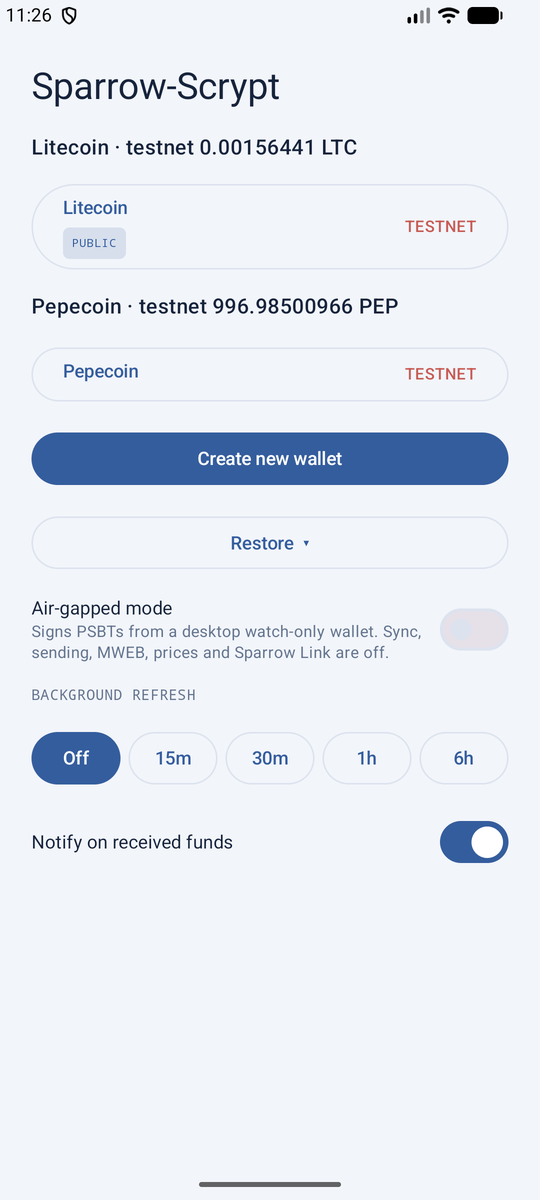 11:26
Sparrow-Scrypt
Litecoin · testnet 0.00156441 LTC
Litecoin
PUBLIC
TESTNET
Pepecoin · testnet 996.98500966 PEP
Pepecoin
TESTNET
Create new wallet
Restore ▾
Air-gapped mode
Signs PSBTs from a desktop watch-only wallet. Sync,
sending, MWEB, prices and Sparrow Link are off.
BACKGROUND REFRESH
Off 15m 30m 1h 6h
Notify on received funds